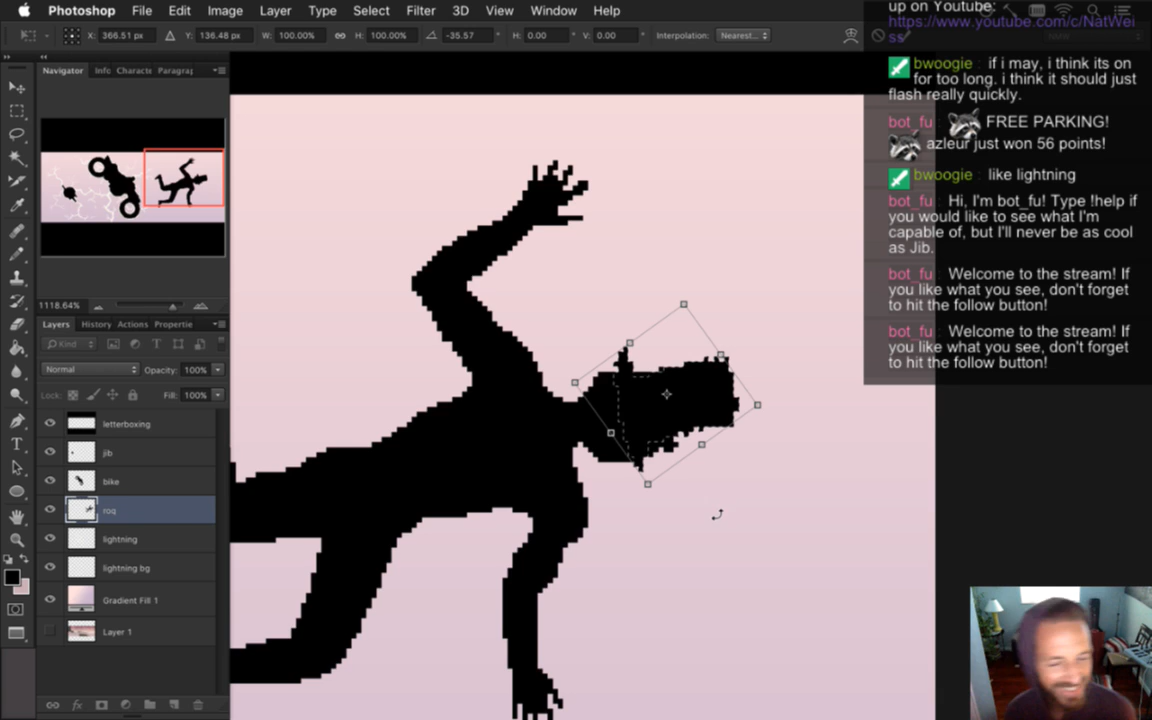 Photoshop File Edit Image Layer Type Select Filter 3D View Window Help
X: 366.51 px Y: 136.48 px W: 100.00% H: 100.00% -35.57 ° H: 0.00 ° V: 0.00 ° Interpolation: Nearest...
Navigator Info Characte Paragraj
1118.64%
Layers History Actions Propertie
Kind
Normal Opacity: 100%
Lock: Fill: 100%
letterboxing
jib
bike
roq
lightning
lightning bg
Gradient Fill 1
Layer 1
up on Youtube:
https://www.youtube.com/c/NatWei
ss
bwoogie : if i may, i think its on
for too long. i think it should just
flash really quickly.
bot_fu : FREE PARKING!
azleur just won 56 points!
bwoogie : like lightning
bot_fu : Hi, I'm bot_fu! Type !help if
you would like to see what I'm
capable of, but I'll never be as cool
as Jib.
bot_fu : Welcome to the stream! If
you like what you see, don't forget
to hit the follow button!
bot_fu : Welcome to the stream! If
you like what you see, don't forget
to hit the follow button!